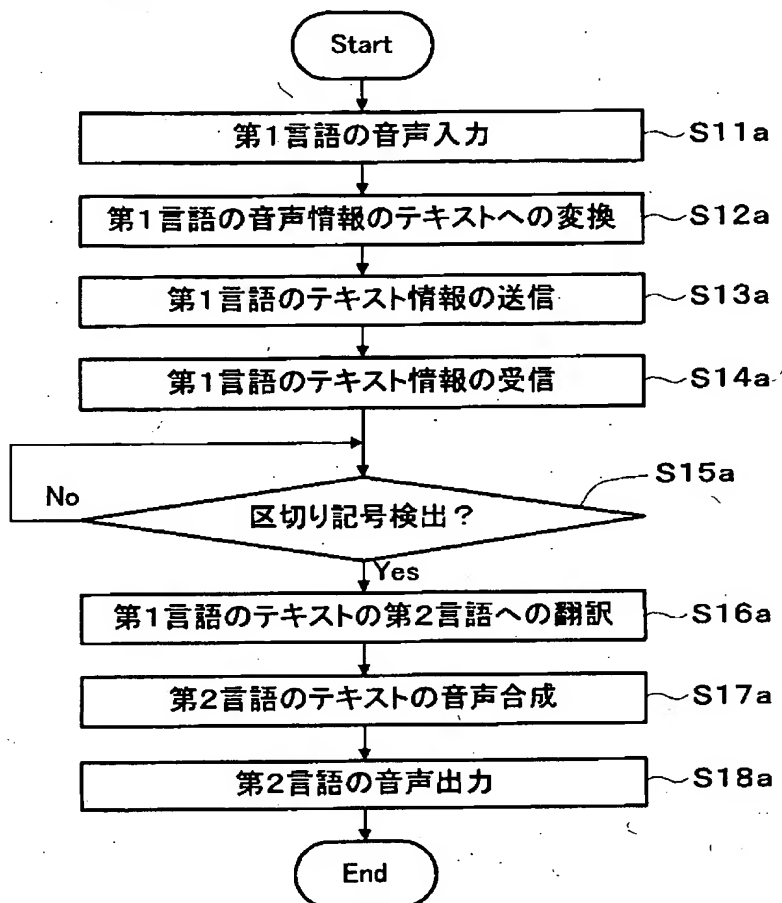 Start
第1言語の音声入力
S11a
第1言語の音声情報のテキストへの変換
S12a
第1言語のテキスト情報の送信
S13a
第1言語のテキスト情報の受信
S14a
S15a
No
区切り記号検出?
Yes
第1言語のテキストの第2言語への翻訳
S16a
第2言語のテキストの音声合成
S17a
第2言語の音声出力
S18a
End